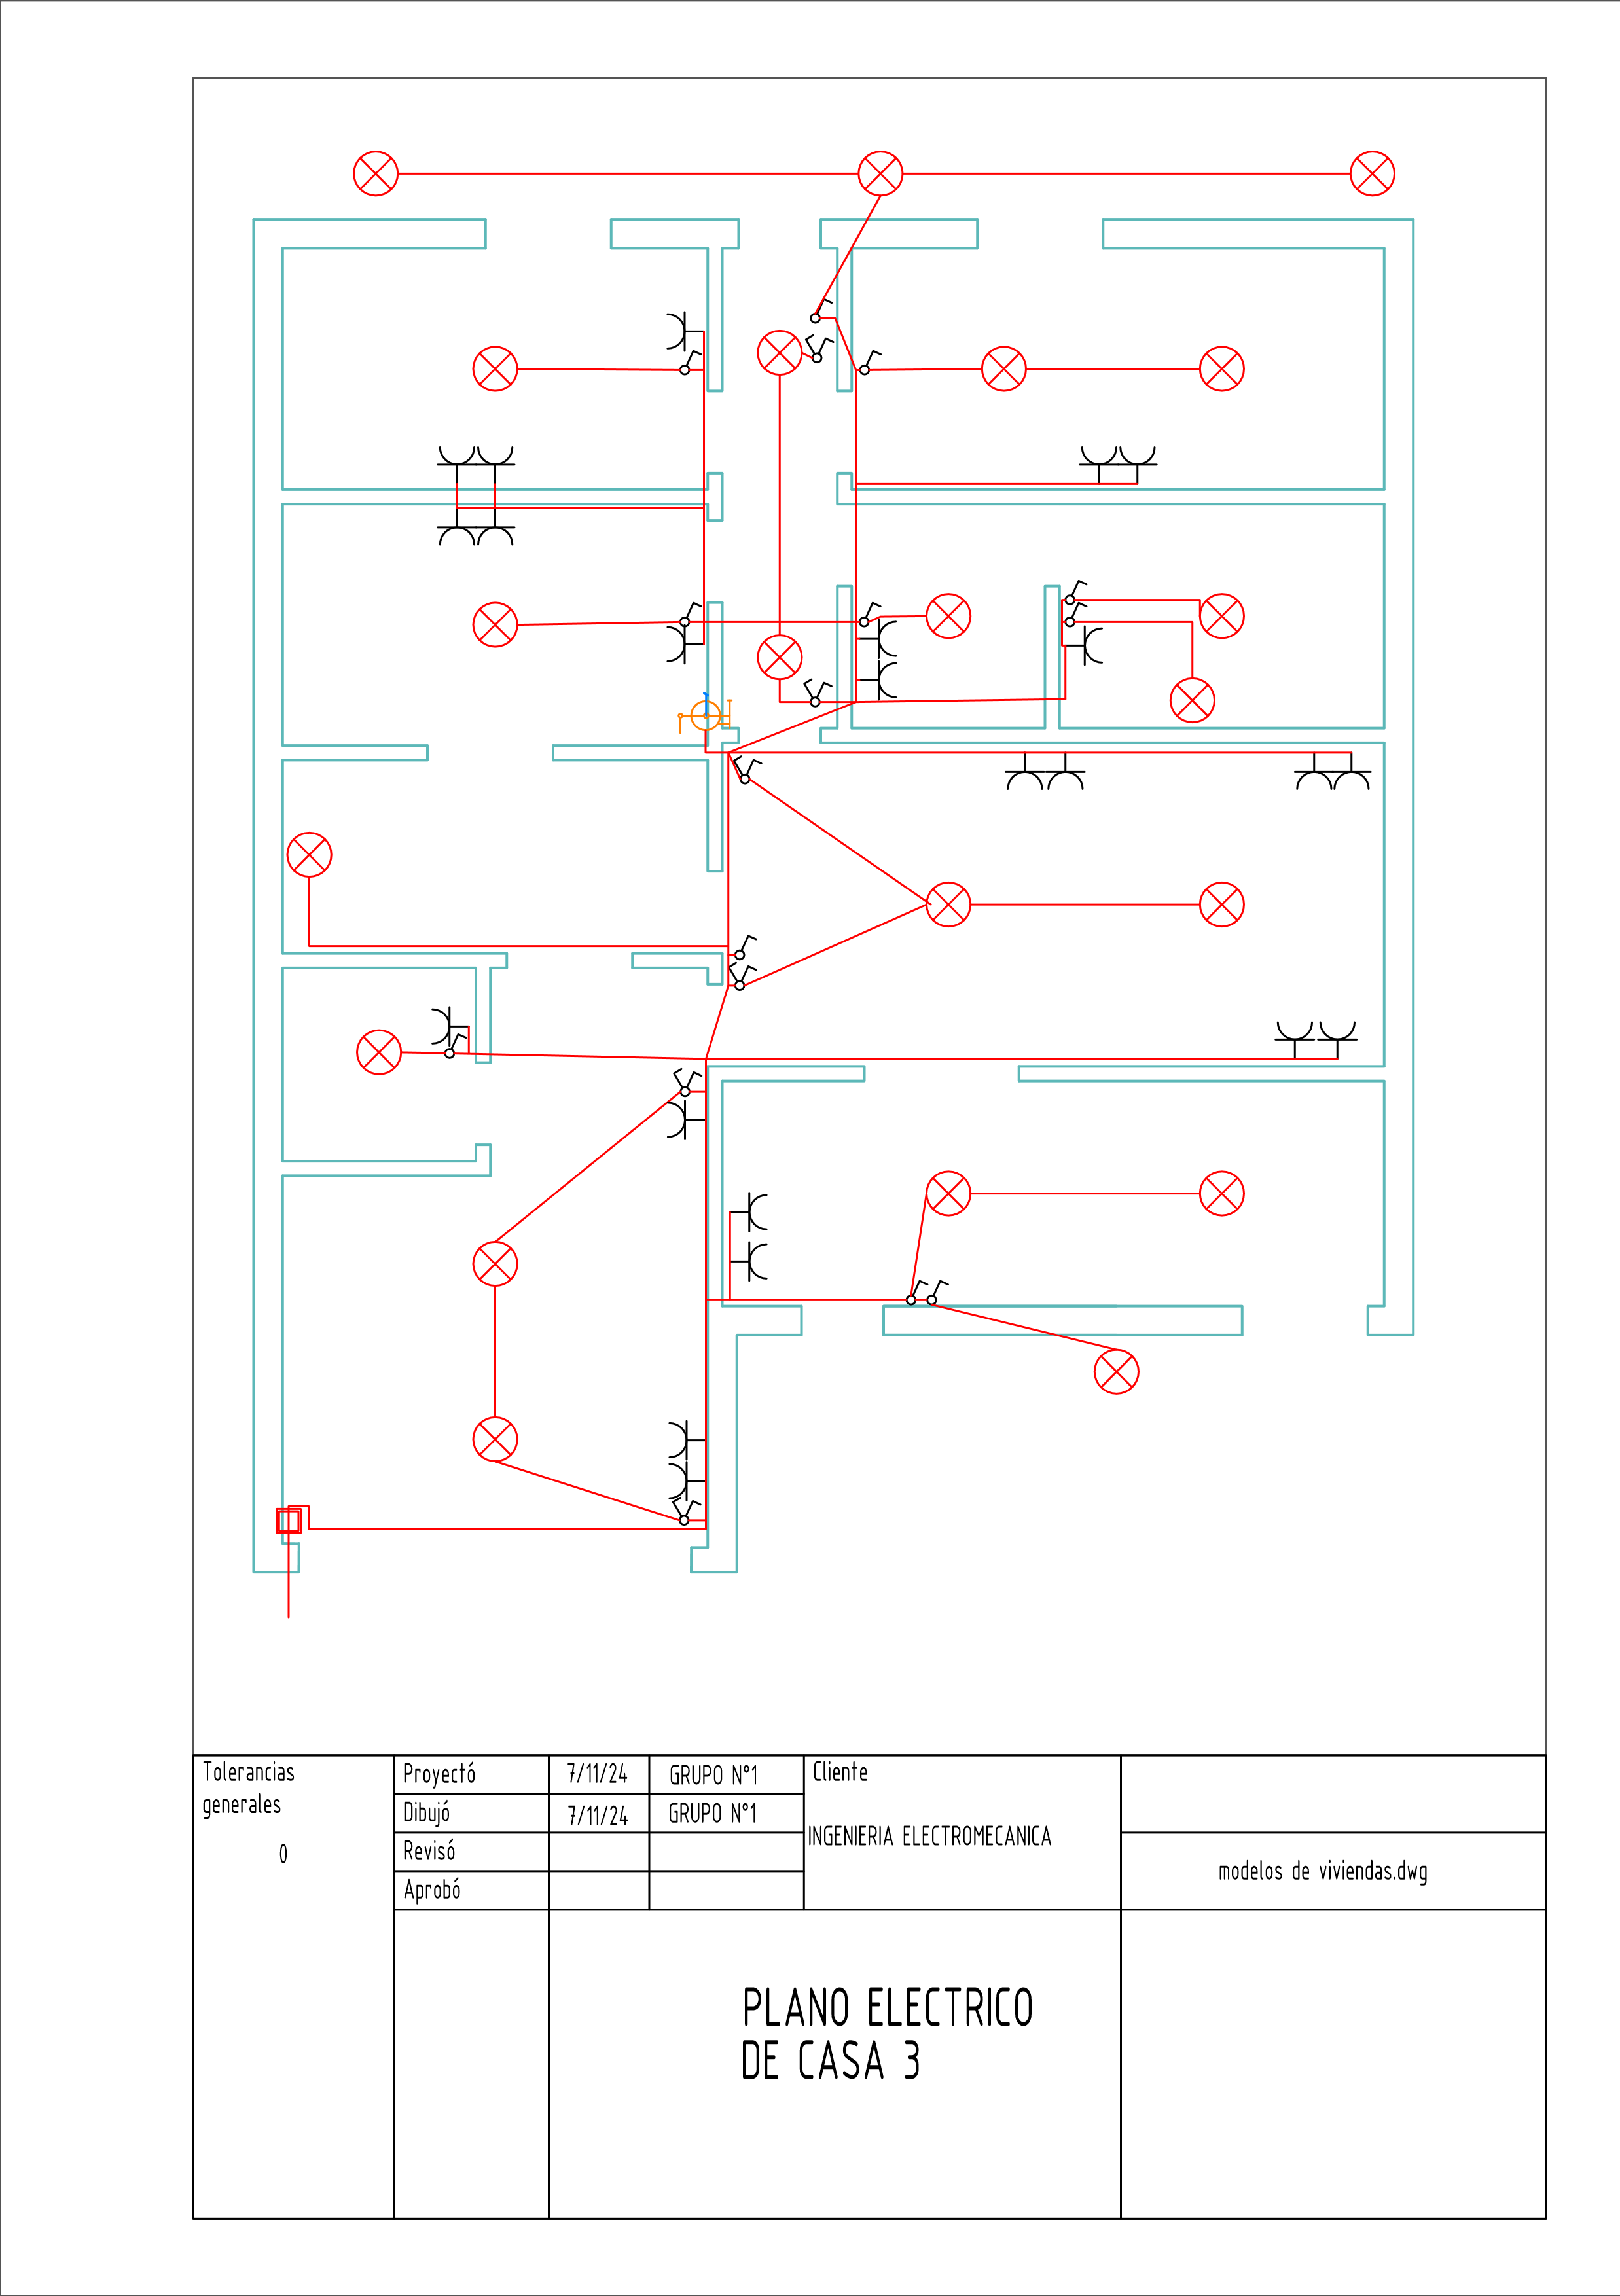 Tolerancias
generales
0
Proyectó 7/11/24 GRUPO N°1
Dibujó 7/11/24 GRUPO N°1
Revisó
Aprobó
Cliente
INGENIERIA ELECTROMECANICA
modelos de viviendas.dwg
PLANO ELECTRICO
DE CASA 3